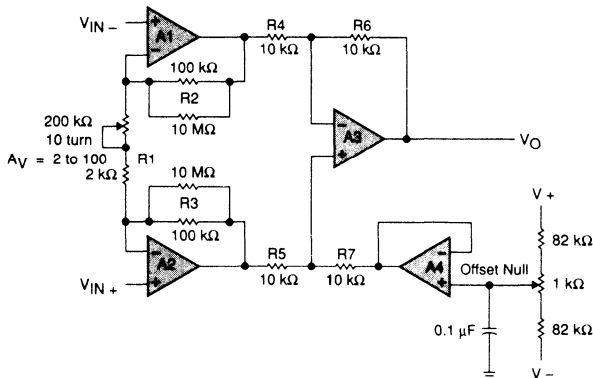 VIN –
A1
R4
10 kΩ
R6
10 kΩ
100 kΩ
R2
10 MΩ
200 kΩ
10 turn
AV = 2 to 100
R1
2 kΩ
A3
VO
10 MΩ
R3
100 kΩ
V +
82 kΩ
A2
VIN +
R5
10 kΩ
R7
10 kΩ
A4
Offset Null
1 kΩ
0.1 µF
82 kΩ
V –